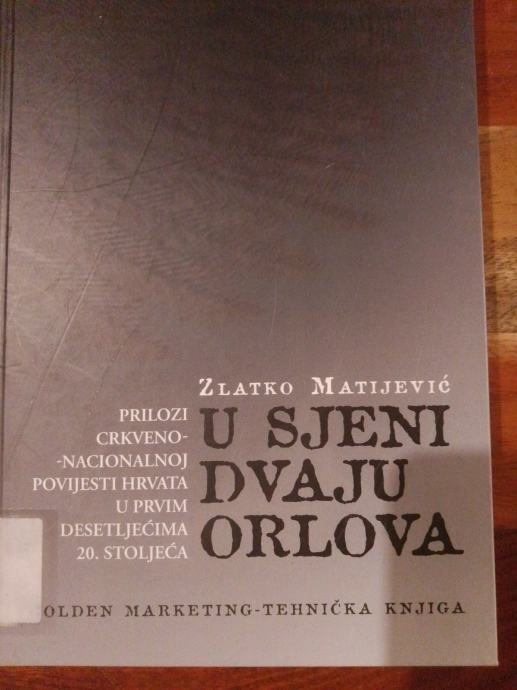 ZLATKO MATIJEVIĆ
U SJENI
DVAJU
ORLOVA
PRILOZI
CRKVENO-
-NACIONALNOJ
POVIJESTI HRVATA
U PRVIM
DESETLJEĆIMA
20. STOLJEĆA
OLDEN MARKETING-TEHNIČKA KNJIGA